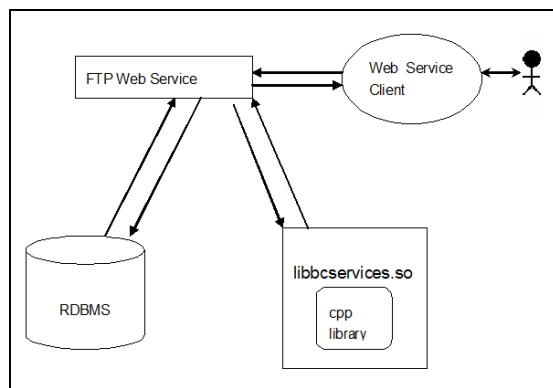 FTP Web Service
Web Service
Client
RDBMS
libbcservices.so
cpp
library